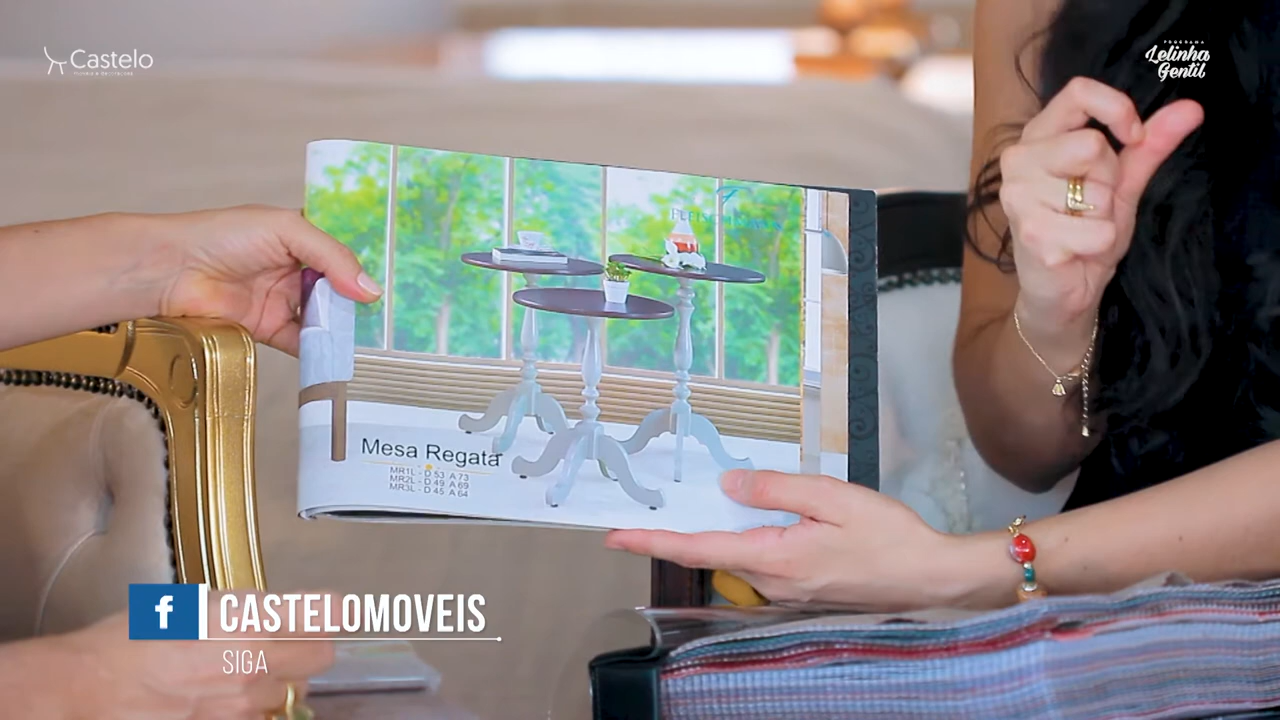 Castelo
PROGRAMA
Lelinha
Gentil
Mesa Regata
MR1L - D 53 A 73
MR2L - D 49 A 69
MR3L - D 45 A 64
f
CASTELOMOVEIS
SIGA